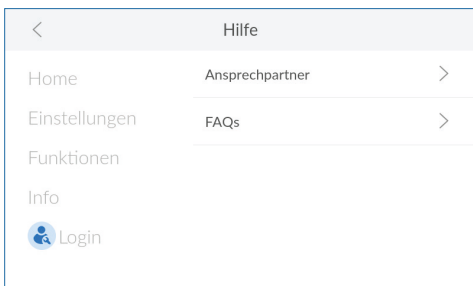 Hilfe
Home
Einstellungen
Funktionen
Info
Login
Ansprechpartner
FAQs